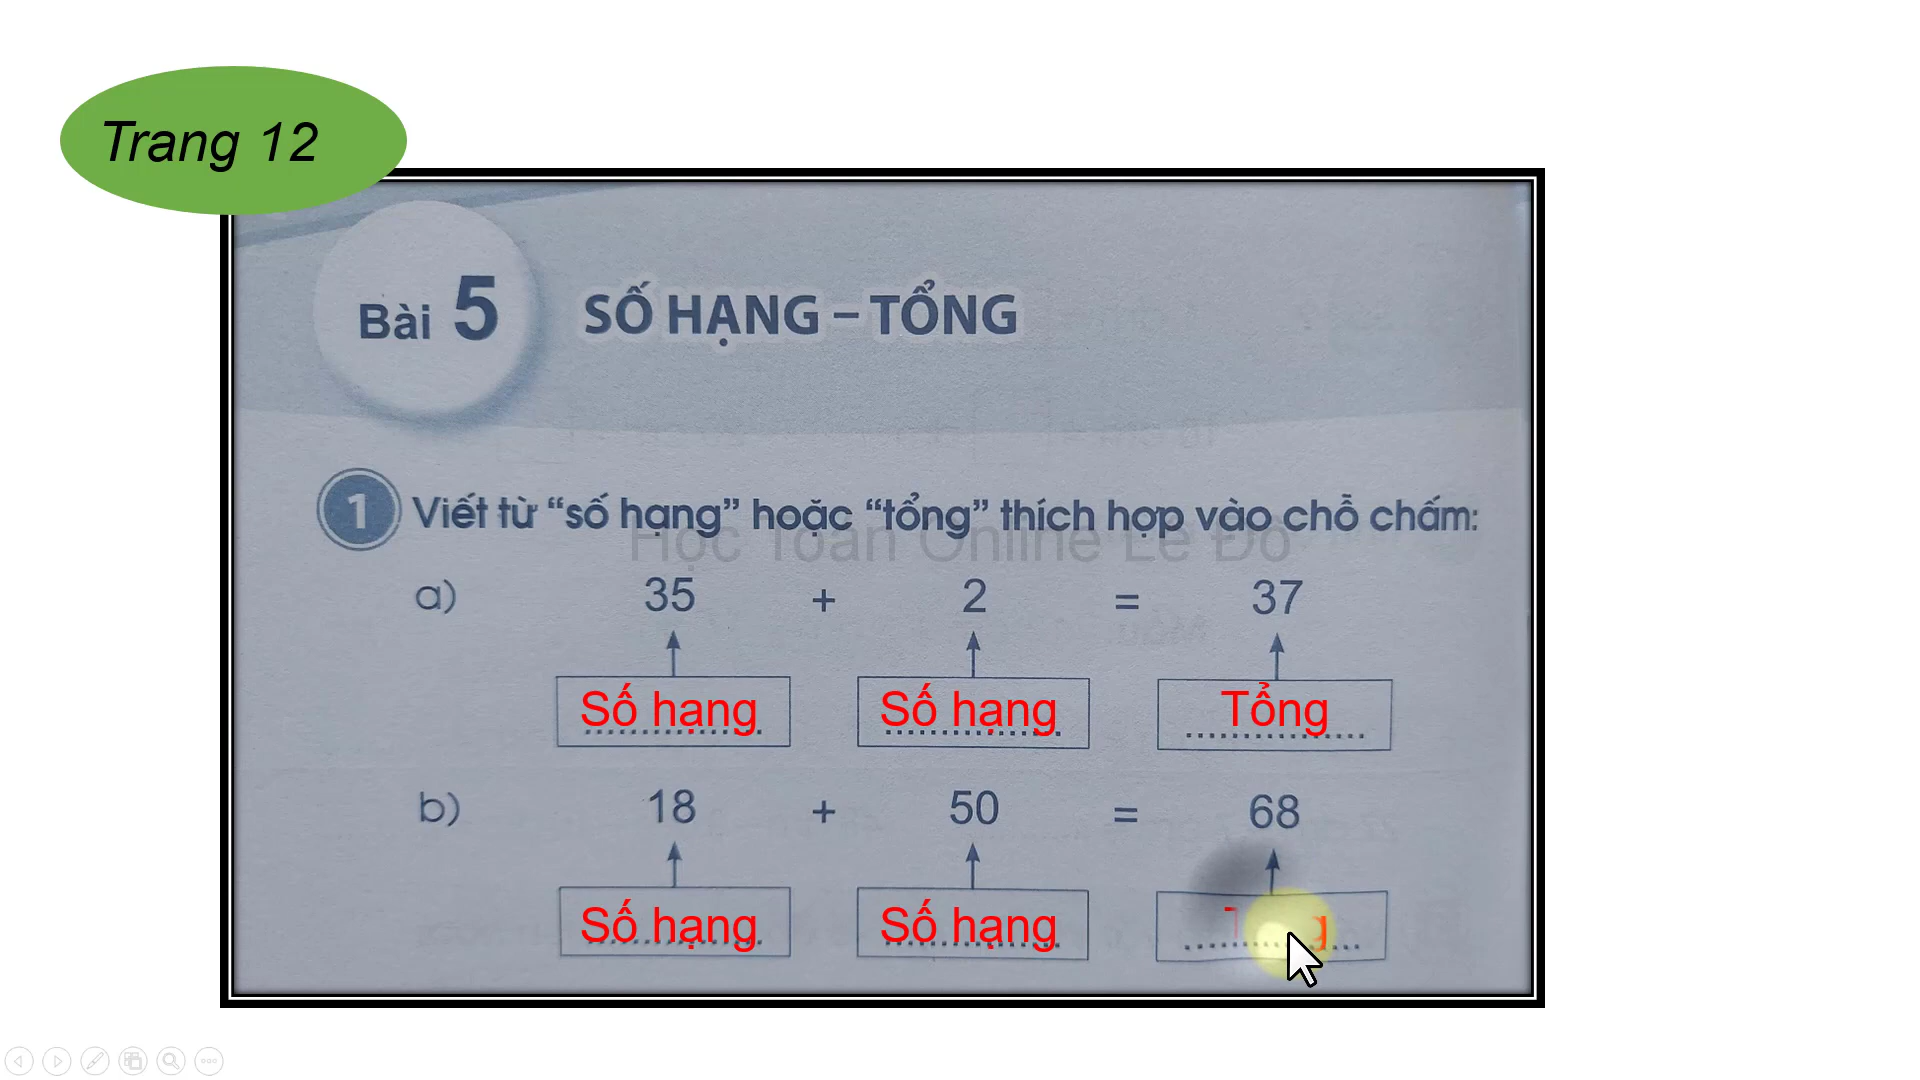 Trang 12
Bài 5 SỐ HẠNG – TỔNG
1 Viết từ “số hạng” hoặc “tổng” thích hợp vào chỗ chấm:
Học Toán Online Lê Đô
a) 35 + 2 = 37
Số hạng Số hạng Tổng
b) 18 + 50 = 68
Số hạng Số hạng